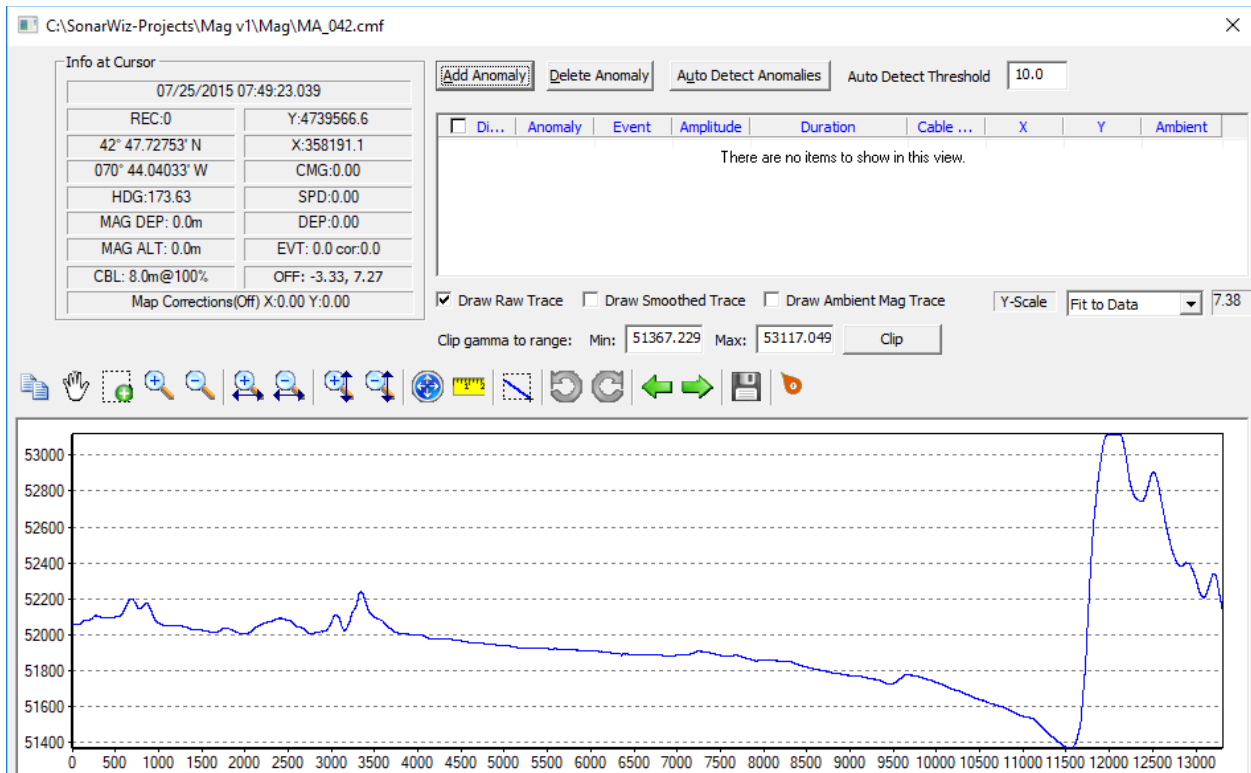 C:\SonarWiz-Projects\Mag v1\Mag\MA_042.cmf
Info at Cursor
07/25/2015 07:49:23.039
REC:0 Y:4739566.6
42° 47.72753' N X:358191.1
070° 44.04033' W CMG:0.00
HDG:173.63 SPD:0.00
MAG DEP: 0.0m DEP:0.00
MAG ALT: 0.0m EVT: 0.0 cor:0.0
CBL: 8.0m@100% OFF: -3.33, 7.27
Map Corrections(Off) X:0.00 Y:0.00
Add Anomaly Delete Anomaly Auto Detect Anomalies Auto Detect Threshold 10.0
Di... Anomaly Event Amplitude Duration Cable ... X Y Ambient
There are no items to show in this view.
Draw Raw Trace Draw Smoothed Trace Draw Ambient Mag Trace Y-Scale Fit to Data 7.38
Clip gamma to range: Min: 51367.229 Max: 53117.049 Clip
53000
52800
52600
52400
52200
52000
51800
51600
51400
0 500 1000 1500 2000 2500 3000 3500 4000 4500 5000 5500 6000 6500 7000 7500 8000 8500 9000 9500 10000 10500 11000 11500 12000 12500 13000